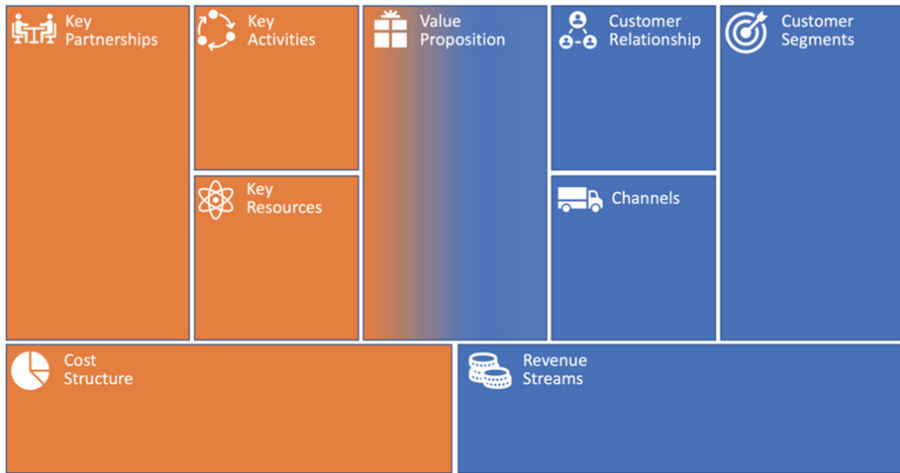 Key
Partnerships
Key
Activities
Value
Proposition
Customer
Relationship
Customer
Segments
Key
Resources
Channels
Cost
Structure
Revenue
Streams